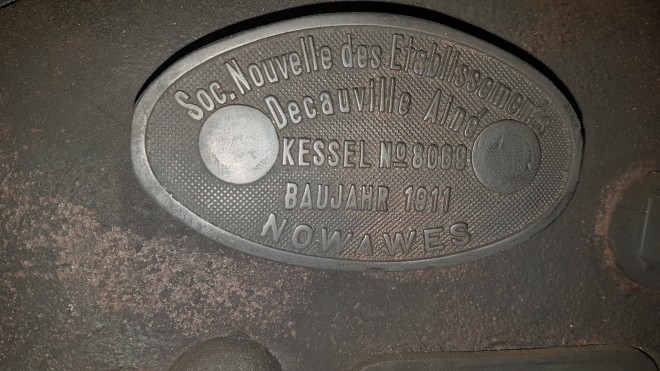 Soc. Nouvelle des Etablissements
Decauville Ainé
KESSEL No 8069
BAUJAHR 1911
NOWAWES